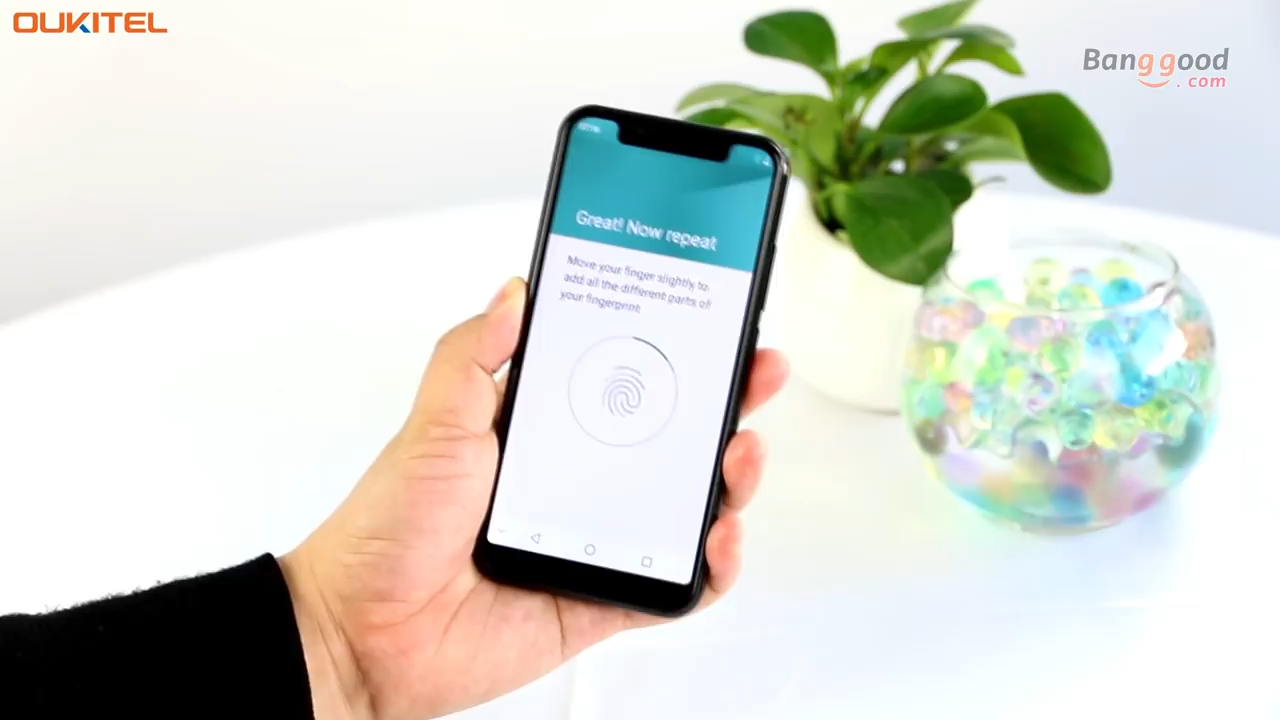 OUKITEL
Banggood
.com
Great! Now repeat
Move your finger slightly to
add all the different parts of
your fingerprint